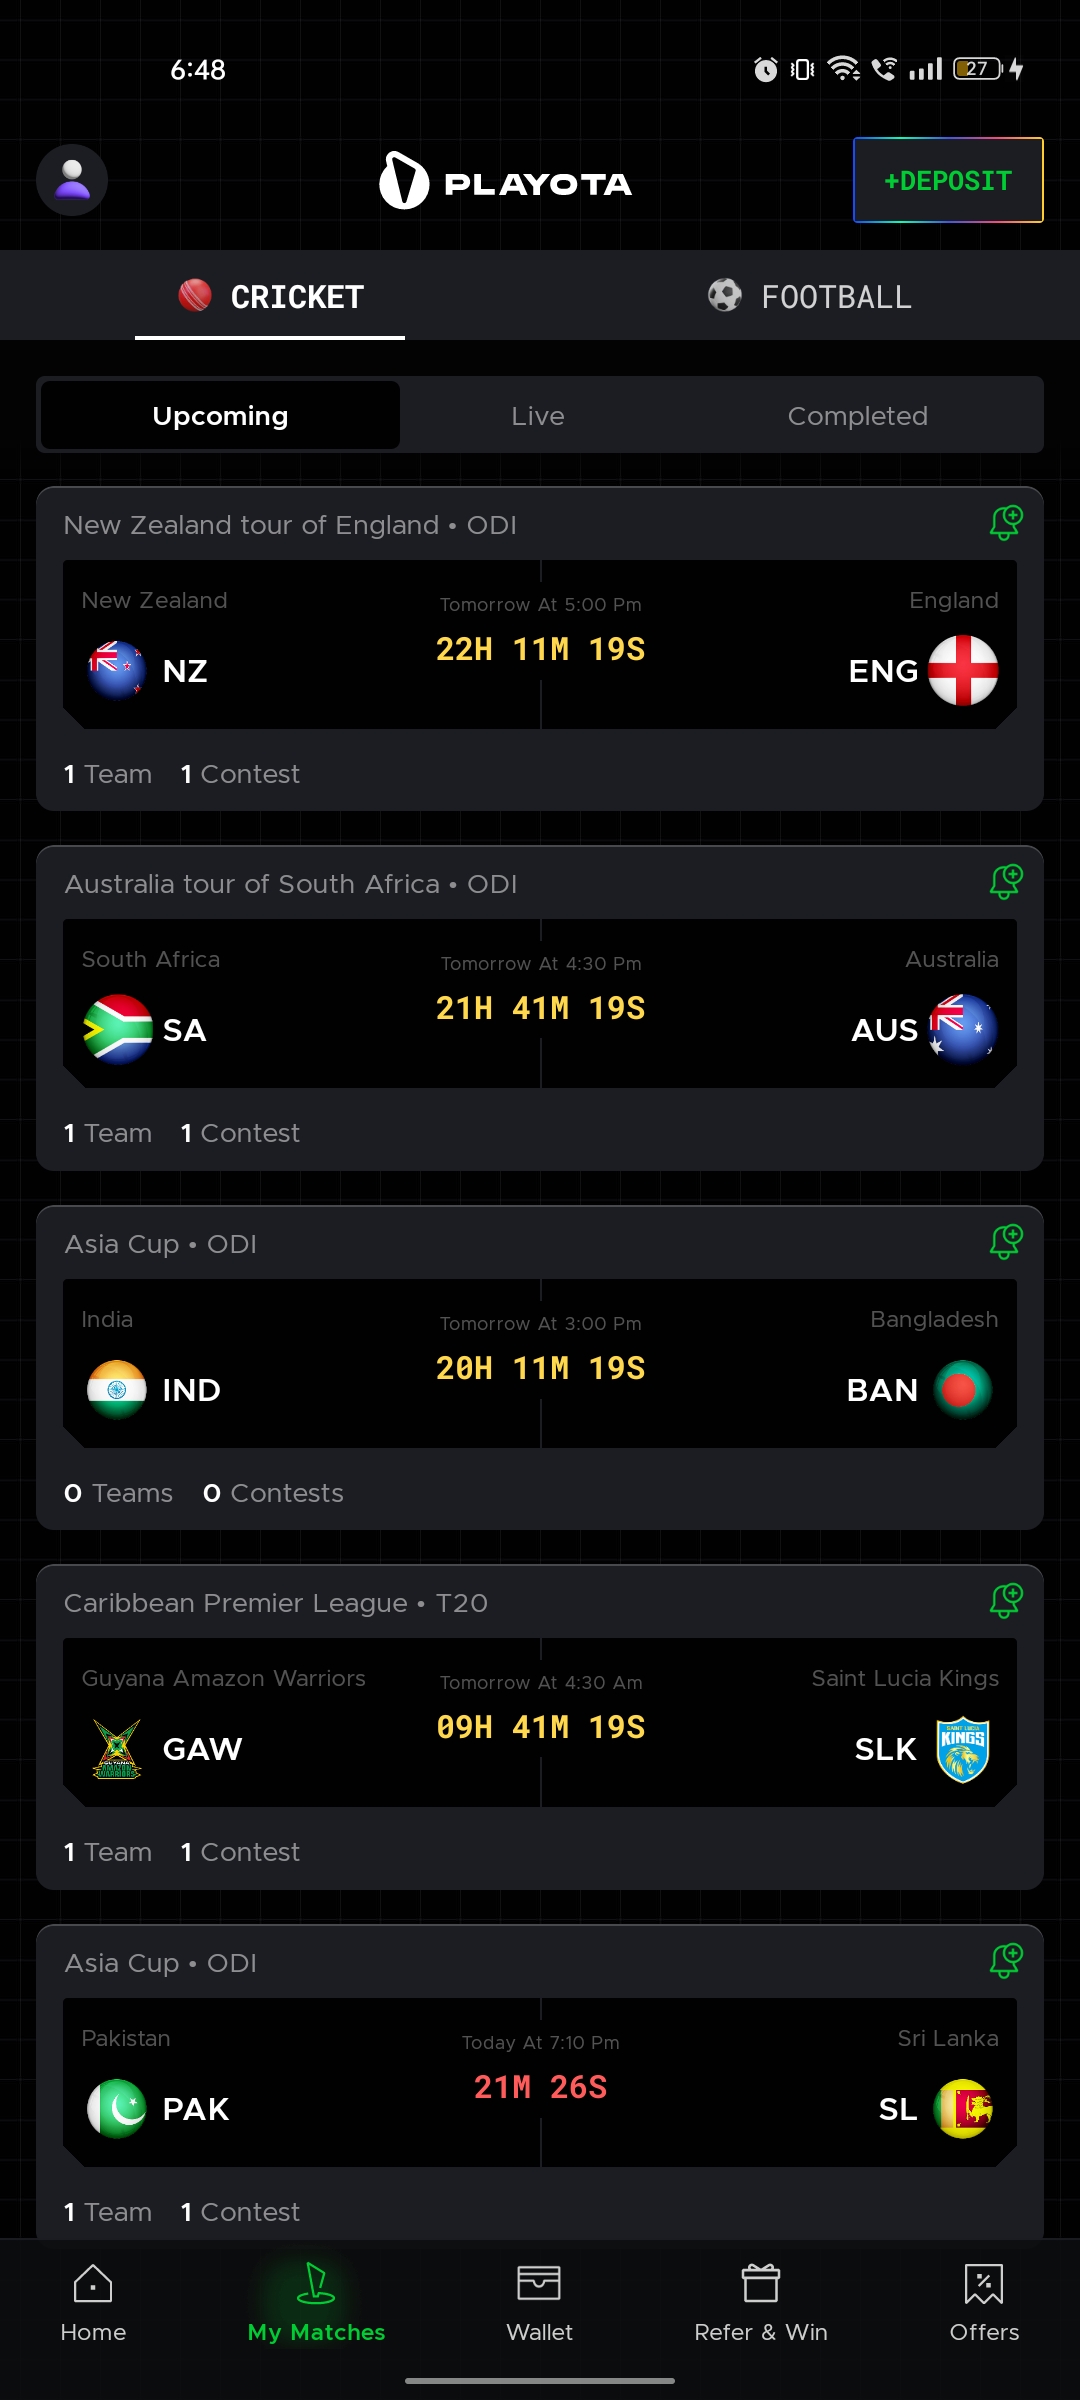 6:48
27
PLAYOTA
+DEPOSIT
CRICKET
FOOTBALL
Upcoming
Live
Completed
New Zealand tour of England • ODI
New Zealand
Tomorrow At 5:00 Pm
England
NZ
22H 11M 19S
ENG
1 Team 1 Contest
Australia tour of South Africa • ODI
South Africa
Tomorrow At 4:30 Pm
Australia
SA
21H 41M 19S
AUS
1 Team 1 Contest
Asia Cup • ODI
India
Tomorrow At 3:00 Pm
Bangladesh
IND
20H 11M 19S
BAN
0 Teams 0 Contests
Caribbean Premier League • T20
Guyana Amazon Warriors
Tomorrow At 4:30 Am
Saint Lucia Kings
GUYANA
AMAZON
WARRIORS
GAW
09H 41M 19S
SLK
SAINT LUCIA
KINGS
1 Team 1 Contest
Asia Cup • ODI
Pakistan
Today At 7:10 Pm
Sri Lanka
PAK
21M 26S
SL
1 Team 1 Contest
Home
My Matches
Wallet
Refer & Win
Offers